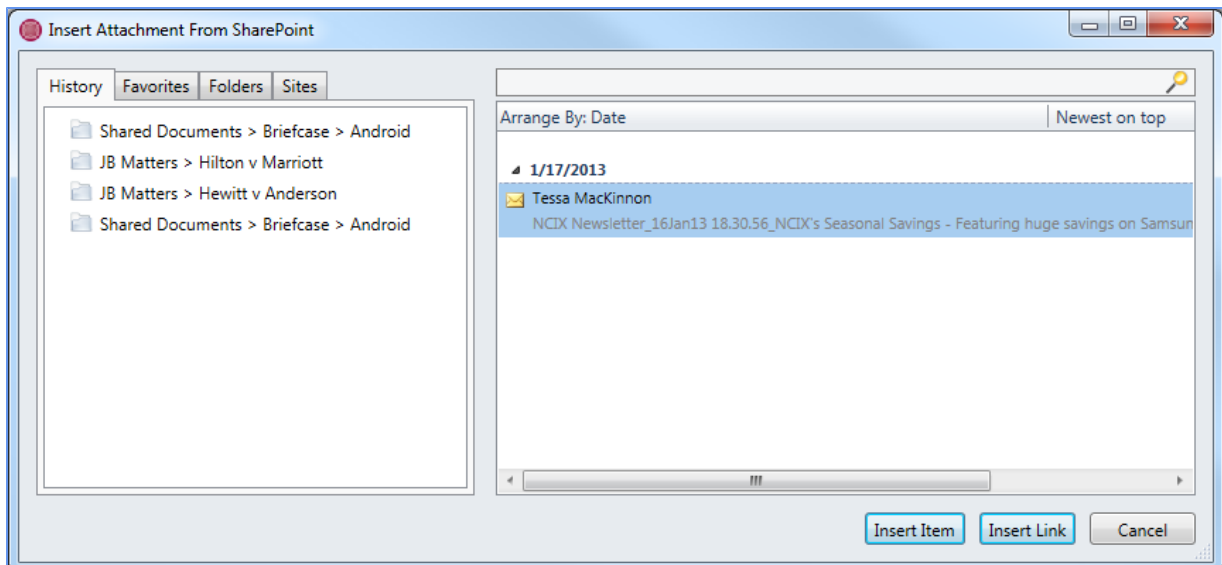 Insert Attachment From SharePoint
History Favorites Folders Sites
Shared Documents > Briefcase > Android
JB Matters > Hilton v Marriott
JB Matters > Hewitt v Anderson
Shared Documents > Briefcase > Android
Arrange By: Date Newest on top
1/17/2013
Tessa MacKinnon
NCIX Newsletter_16Jan13 18.30.56_NCIX's Seasonal Savings - Featuring huge savings on Samsun
Insert Item Insert Link Cancel